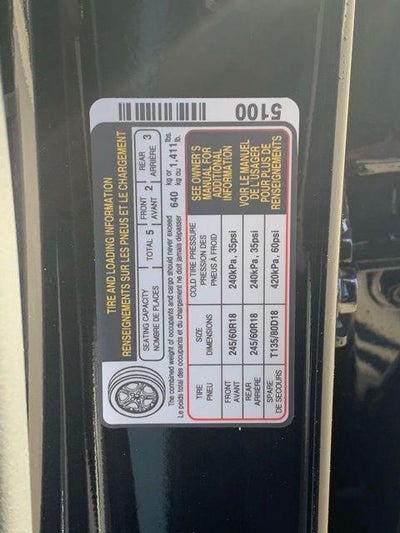 TIRE AND LOADING INFORMATION
RENSEIGNEMENTS SUR LES PNEUS ET LE CHARGEMENT
SEATING CAPACITY
NOMBRE DE PLACES
TOTAL 5
FRONT
AVANT
2
REAR
ARRIÈRE
3
The combined weight of occupants and cargo should never exceed
Le poids total des occupants et du chargement ne doit jamais dépasser
640 kg or 1,411 lbs.
kg ou lb.
TIRE
PNEU
SIZE
DIMENSIONS
COLD TIRE PRESSURE
PRESSION DES
PNEUS À FROID
FRONT
AVANT
245/60R18
240kPa, 35psi
REAR
ARRIÈRE
245/60R18
240kPa, 35psi
SPARE
DE SECOURS
T135/80D18
420kPa, 60psi
SEE OWNER'S
MANUAL FOR
ADDITIONAL
INFORMATION
VOIR LE MANUEL
DE L'USAGER
POUR PLUS DE
RENSEIGNEMENTS
5100